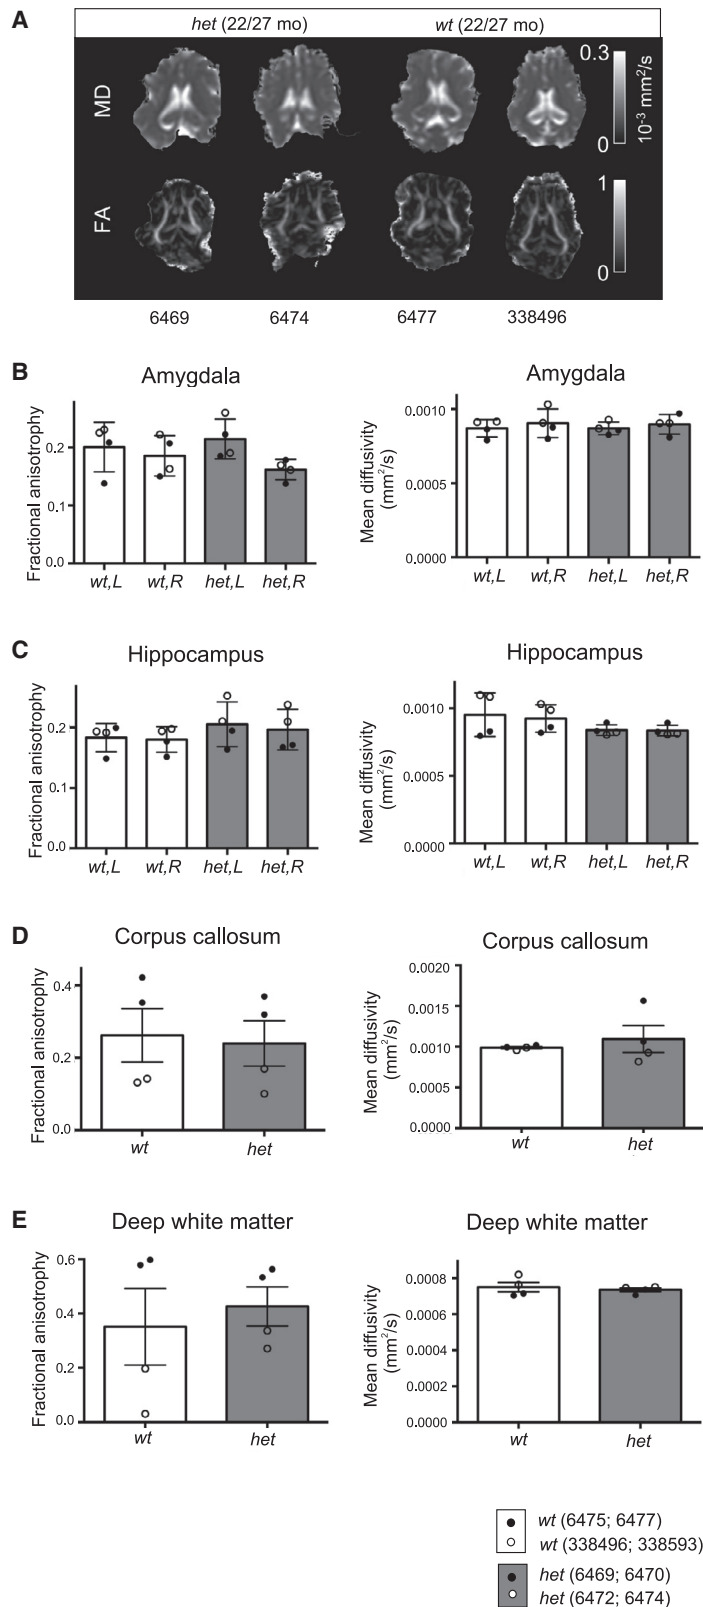 A
het (22/27 mo)
wt (22/27 mo)
MD
0.3
0
10⁻³ mm²/s
FA
1
0
6469
6474
6477
338496
B
Amygdala
Fractional anisotropy
0.2
0.1
0.0
wt,L
wt,R
het,L
het,R
Amygdala
Mean diffusivity
(mm²/s)
0.0010
0.0005
0.0000
wt,L
wt,R
het,L
het,R
C
Hippocampus
Fractional anisotropy
0.2
0.1
0.0
wt,L
wt,R
het,L
het,R
Hippocampus
Mean diffusivity
(mm²/s)
0.0010
0.0005
0.0000
wt,L
wt,R
het,L
het,R
D
Corpus callosum
Fractional anisotropy
0.4
0.2
0.0
wt
het
Corpus callosum
Mean diffusivity
(mm²/s)
0.0020
0.0015
0.0010
0.0005
0.0000
wt
het
E
Deep white matter
Fractional anisotropy
0.6
0.4
0.2
0.0
wt
het
Deep white matter
Mean diffusivity
(mm²/s)
0.0008
0.0006
0.0004
0.0002
0.0000
wt
het
wt (6475; 6477)
wt (338496; 338593)
het (6469; 6470)
het (6472; 6474)